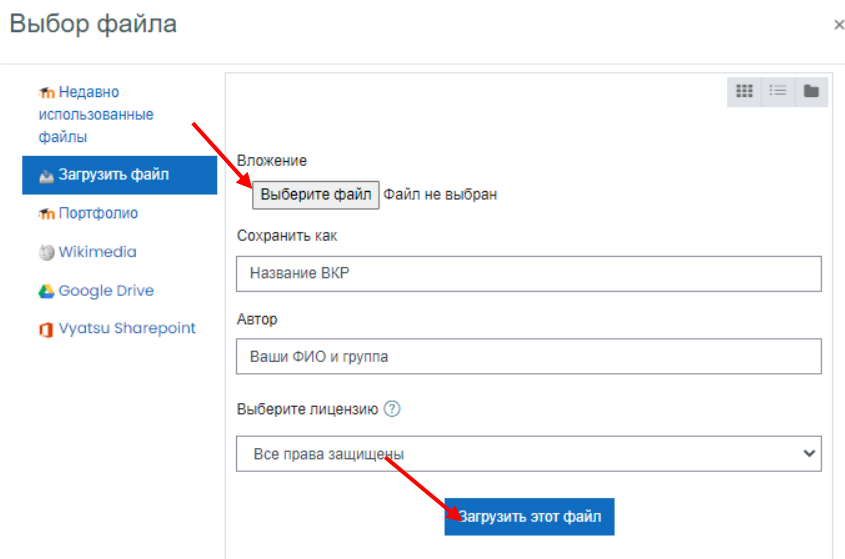 Выбор файла
×
Недавно
использованные
файлы
Загрузить файл
Портфолио
Wikimedia
Google Drive
Vyatsu Sharepoint
Вложение
Выберите файл Файл не выбран
Сохранить как
Название ВКР
Автор
Ваши ФИО и группа
Выберите лицензию ?
Все права защищены
Загрузить этот файл